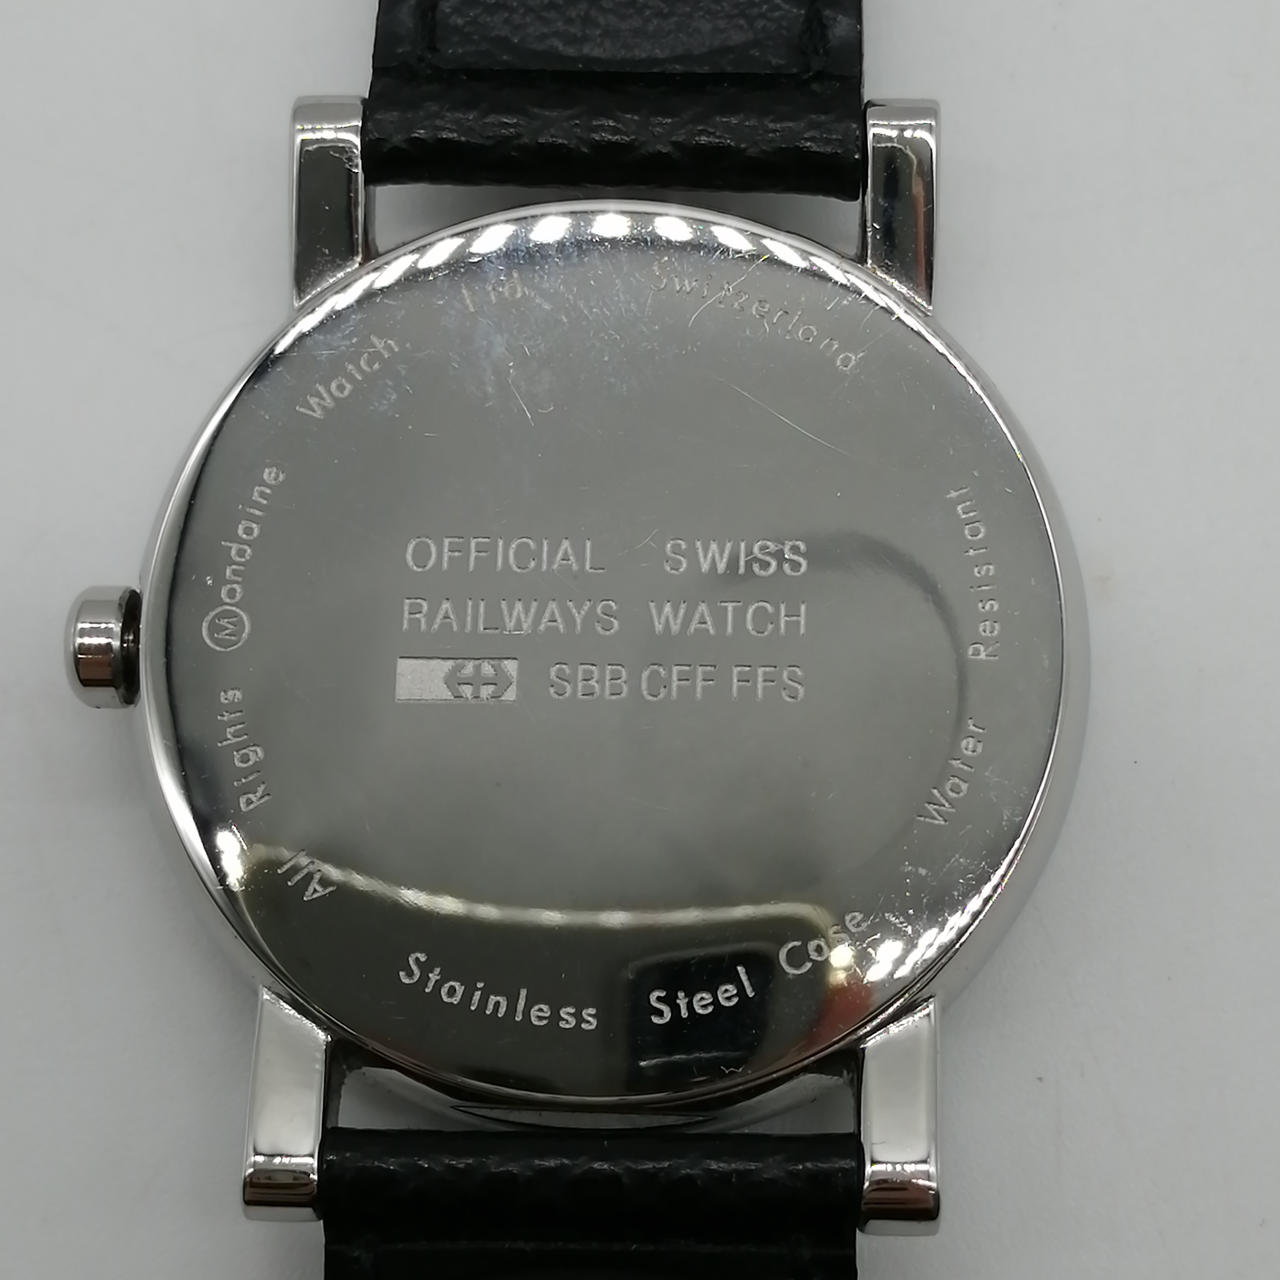 OFFICIAL SWISS
RAILWAYS WATCH
SBB CFF FFS
All Rights Ⓜondaine Watch Ltd. Switzerland
Water Resistant.
Stainless Steel Case